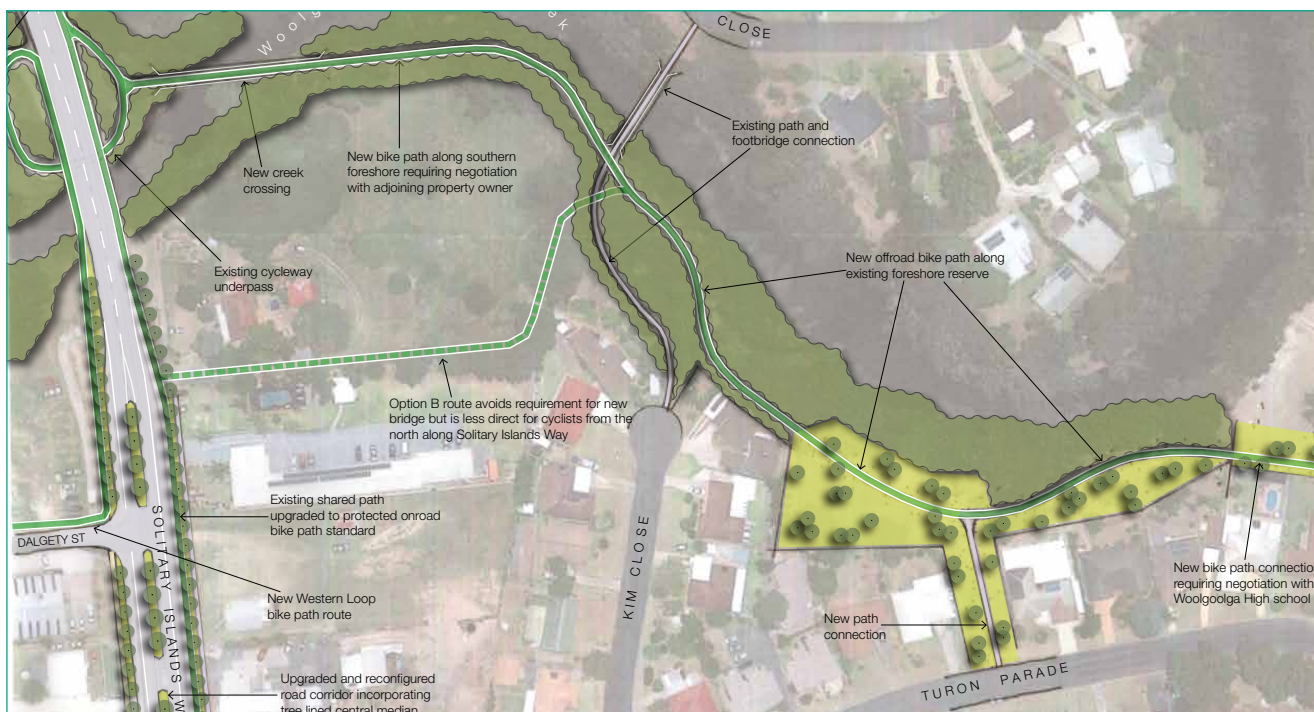 Woolg
k
CLOSE
Existing path and
footbridge connection
New creek
crossing
New bike path along southern
foreshore requiring negotiation
with adjoining property owner
Existing cycleway
underpass
New offroad bike path along
existing foreshore reserve
Option B route avoids requirement for new
bridge but is less direct for cyclists from the
north along Solitary Islands Way
Existing shared path
upgraded to protected onroad
bike path standard
DALGETY ST
SOLITARY ISLANDS W
New Western Loop
bike path route
KIM CLOSE
New bike path connectio
requiring negotiation with
Woolgoolga High school
New path
connection
TURON PARADE
Upgraded and reconfigured
road corridor incorporating
tree lined central median